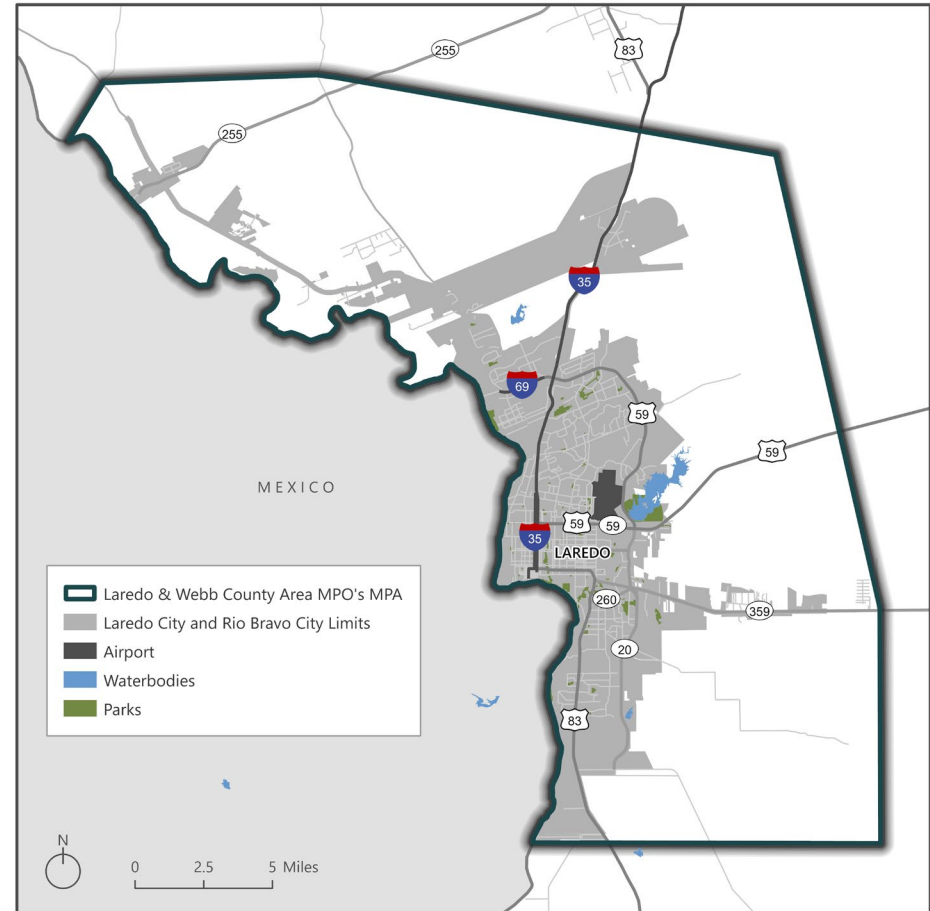 255
83
255
35
69
59
59
MEXICO
59
59
35
LAREDO
Laredo & Webb County Area MPO's MPA
Laredo City and Rio Bravo City Limits
Airport
Waterbodies
Parks
260
359
20
83
N
0 2.5 5 Miles